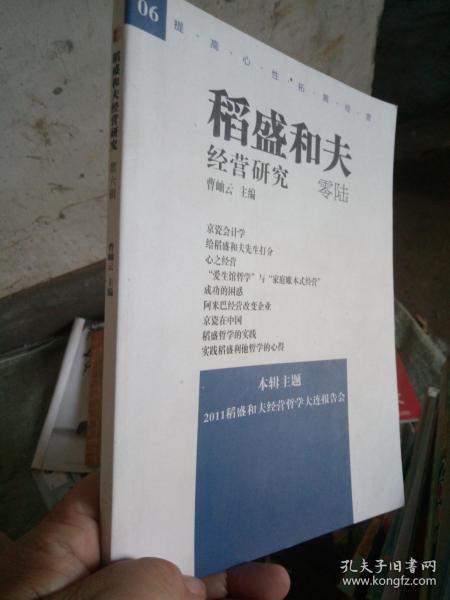 06
提·高·心·性·拓·展·经·营
稻盛和夫
经营研究 零陆
曹岫云 主编
京瓷会计学
给稻盛和夫先生打分
心之经营
“爱生馆哲学”与“家庭账本式经营”
成功的困惑
阿米巴经营改变企业
京瓷在中国
稻盛哲学的实践
实践稻盛利他哲学的心得
本辑主题
2011稻盛和夫经营哲学大连报告会
稻盛和夫经营研究 第六辑 曹岫云 主编
孔夫子旧书网
www.kongfz.com